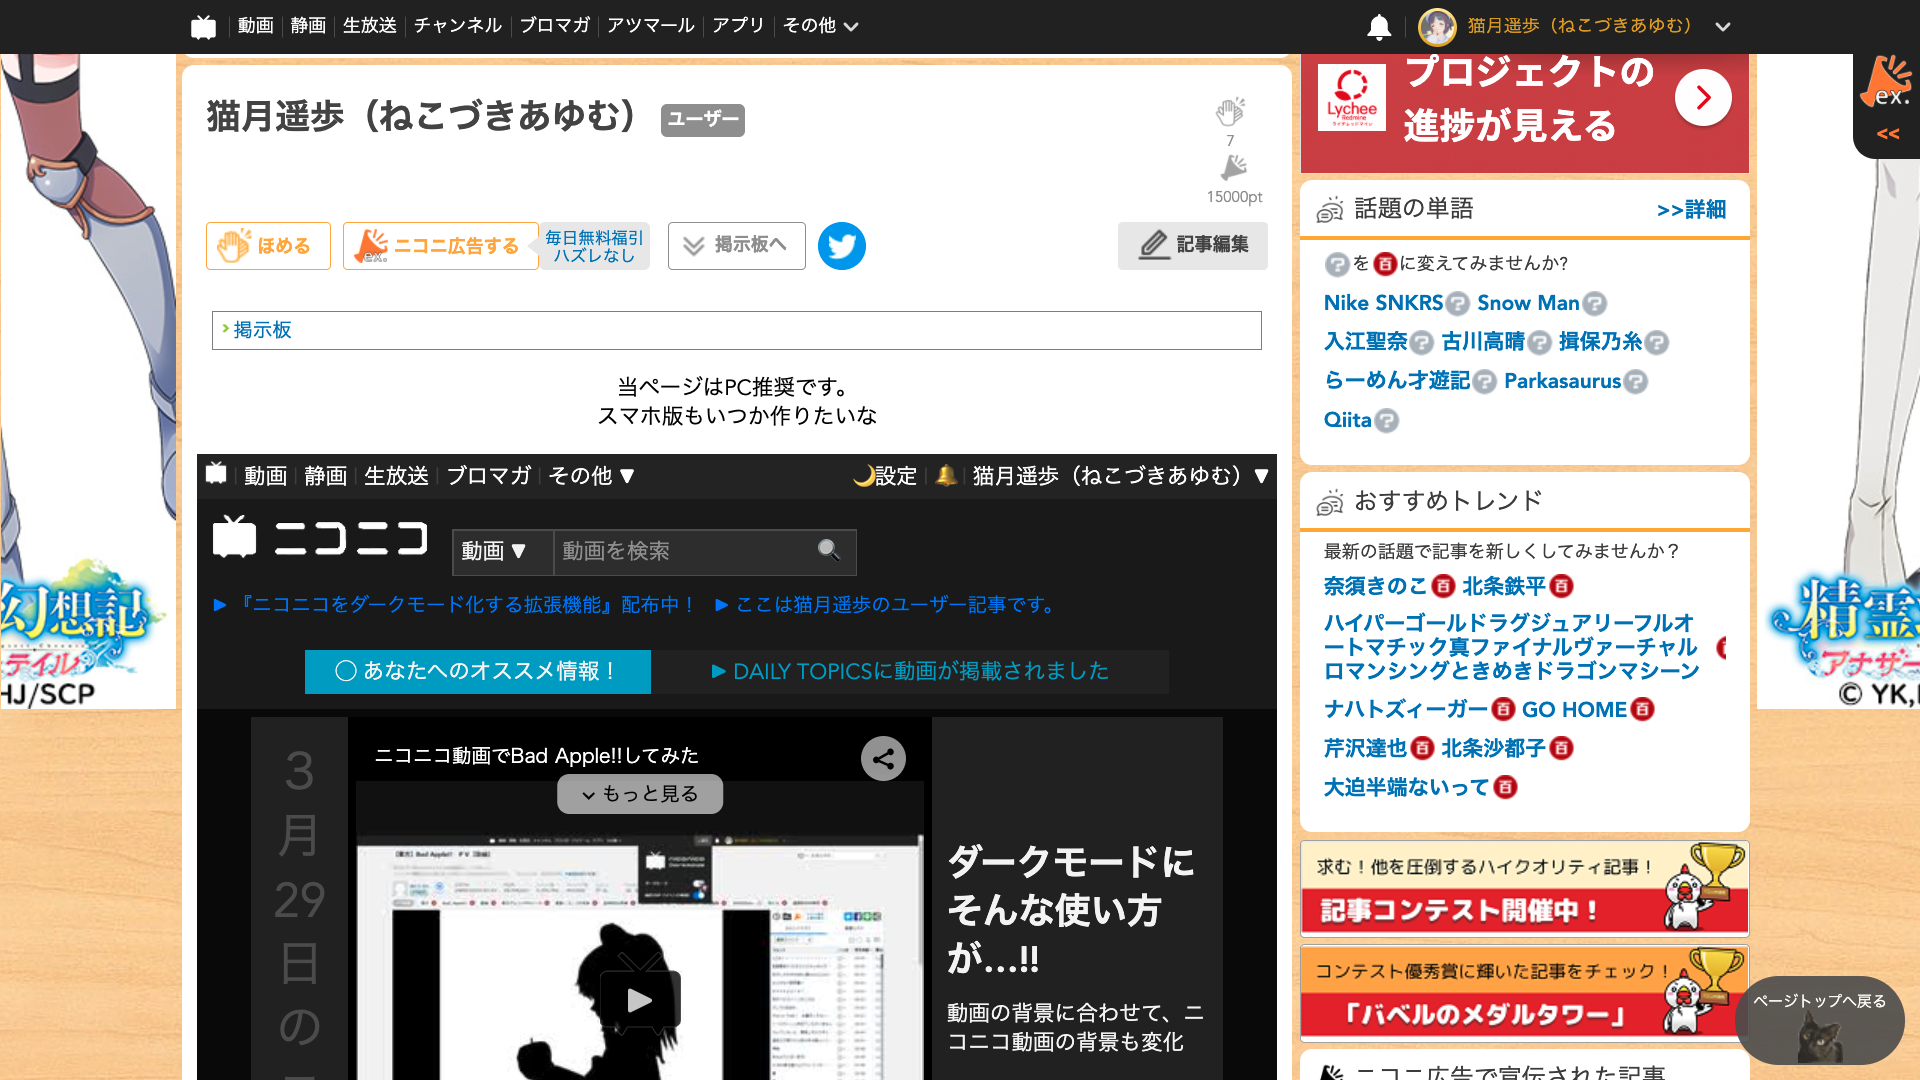 動画 静画 生放送 チャンネル ブロマガ アツマール アプリ その他
猫月遥歩（ねこづきあゆむ）
猫月遥歩（ねこづきあゆむ） ユーザー
7
15000pt
ほめる
ex. ニコニ広告する
毎日無料福引
ハズレなし
掲示板へ
記事編集
掲示板
当ページはPC推奨です。
スマホ版もいつか作りたいな
動画 静画 生放送 ブロマガ その他 ▼
🌙設定 🔔 猫月遥歩（ねこづきあゆむ）▼
ニコニコ
動画 ▼ 動画を検索
▶ 『ニコニコをダークモード化する拡張機能』配布中！ ▶ ここは猫月遥歩のユーザー記事です。
〇 あなたへのオススメ情報！
▶ DAILY TOPICSに動画が掲載されました
3
月
29
日
の
ニコニコ動画でBad Apple!!してみた
もっと見る
ダークモードに
そんな使い方
が…!!
動画の背景に合わせて、ニ
コニコ動画の背景も変化
Lychee
Redmine
プロジェクトの
進捗が見える
ex.
<<
話題の単語
>>詳細
?を百に変えてみませんか?
Nike SNKRS? Snow Man?
入江聖奈? 古川高晴? 揖保乃糸?
らーめん才遊記? Parkasaurus?
Qiita?
おすすめトレンド
最新の話題で記事を新しくしてみませんか？
奈須きのこ百 北条鉄平百
ハイパーゴールドラグジュアリーフルオ
ートマチック真ファイナルヴァーチャル
ロマンシングときめきドラゴンマシーン
ナハトズィーガー百 GO HOME百
芹沢達也百 北条沙都子百
大迫半端ないって百
求む！他を圧倒するハイクオリティ記事！
記事コンテスト開催中！
コンテスト優秀賞に輝いた記事をチェック！
「バベルのメダルタワー」
ニコニ広告で宣伝された記事
ページトップへ戻る
幻想記
テイル
HJ/SCP
精霊
アナザー
© YK,